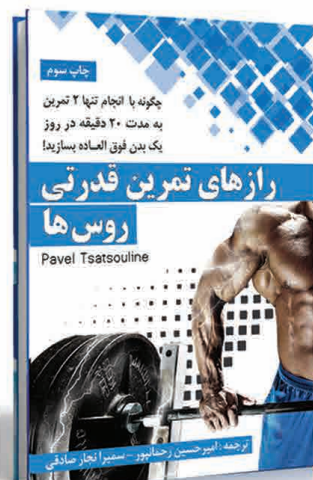 چاپ سوم
چگونه با انجام تنها ۲ تمرین
به مدت ۲۰ دقیقه در روز
یک بدن فوق العاده بسازید!
رازهای تمرین قدرتی
روس‌ها
Pavel Tsatsouline
ترجمه: امیرحسین رحمانپور - سمیرا نجار صادقی